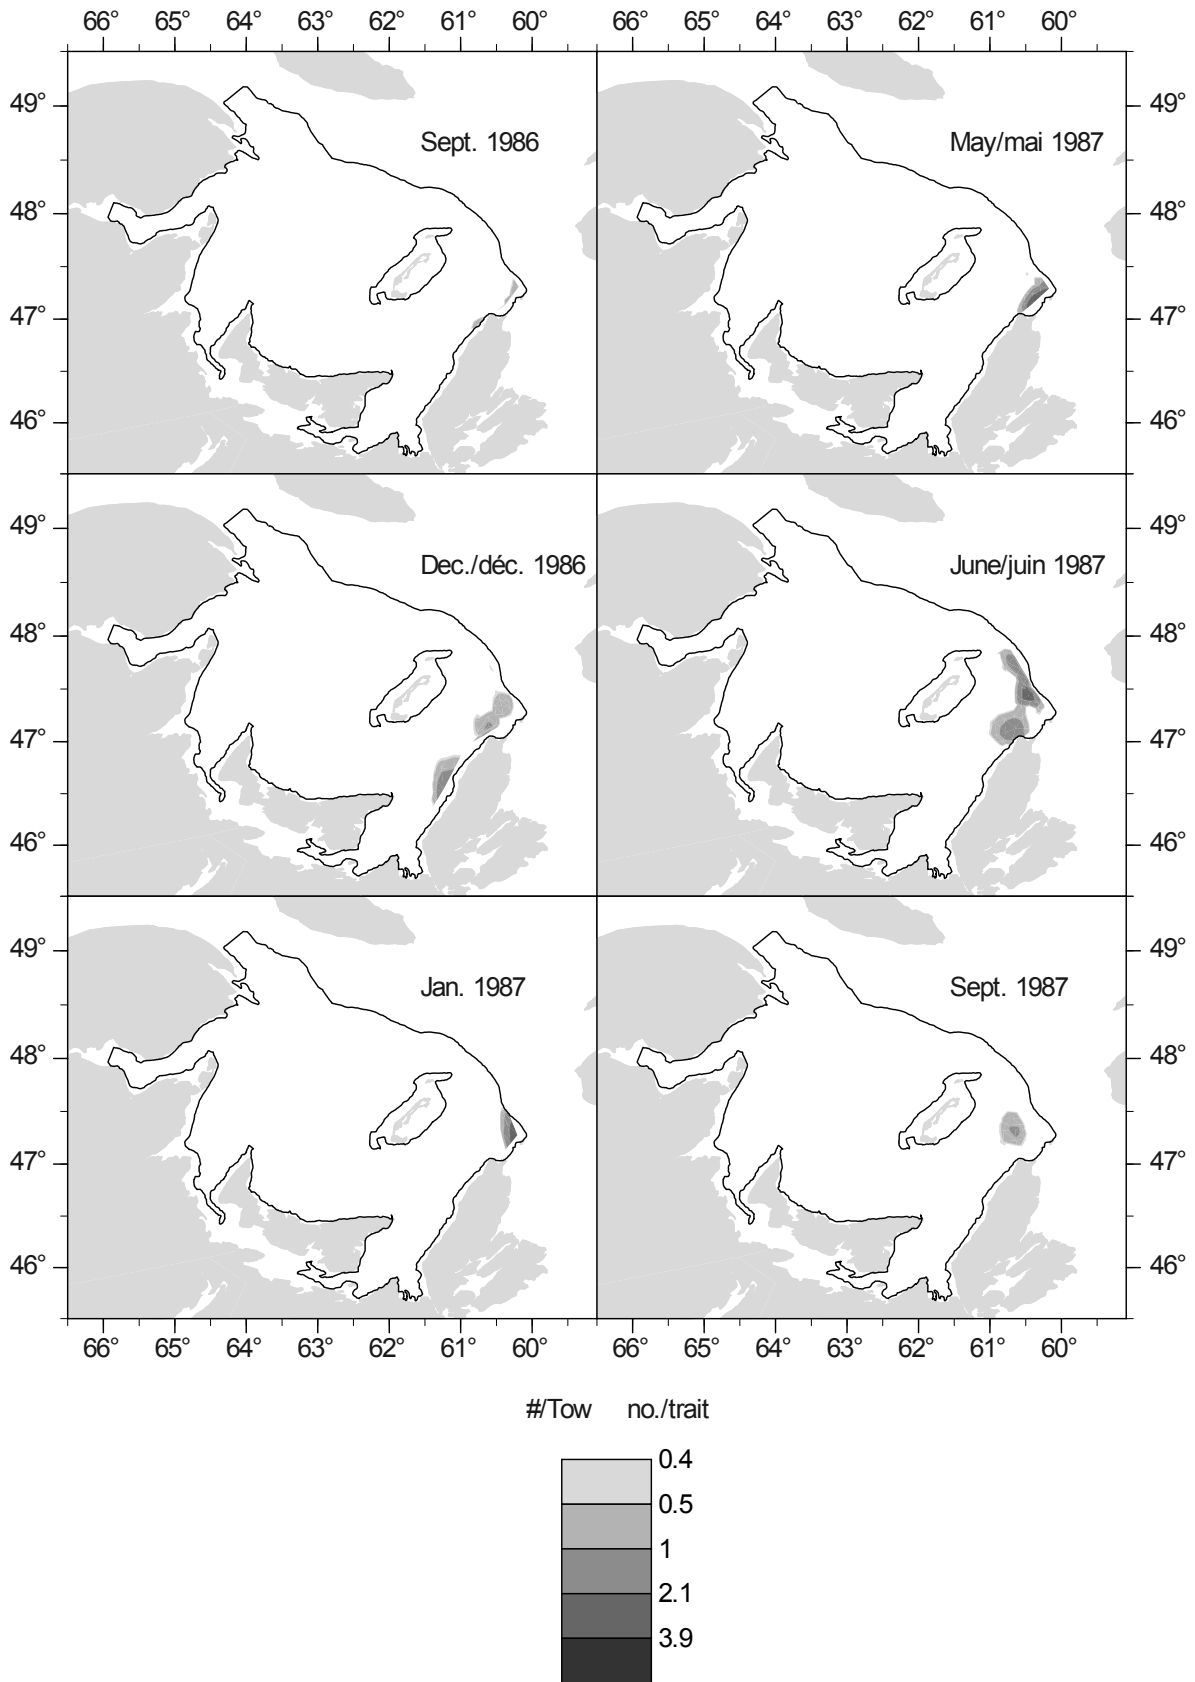 66° 65° 64° 63° 62° 61° 60° 66° 65° 64° 63° 62° 61° 60°
49° 49°
Sept. 1986 May/mai 1987
48° 48°
47° 47°
46° 46°
49° 49°
Dec./déc. 1986 June/juin 1987
48° 48°
47° 47°
46° 46°
49° 49°
Jan. 1987 Sept. 1987
48° 48°
47° 47°
46° 46°
66° 65° 64° 63° 62° 61° 60° 66° 65° 64° 63° 62° 61° 60°
#/Tow no./trait
0.4
0.5
1
2.1
3.9